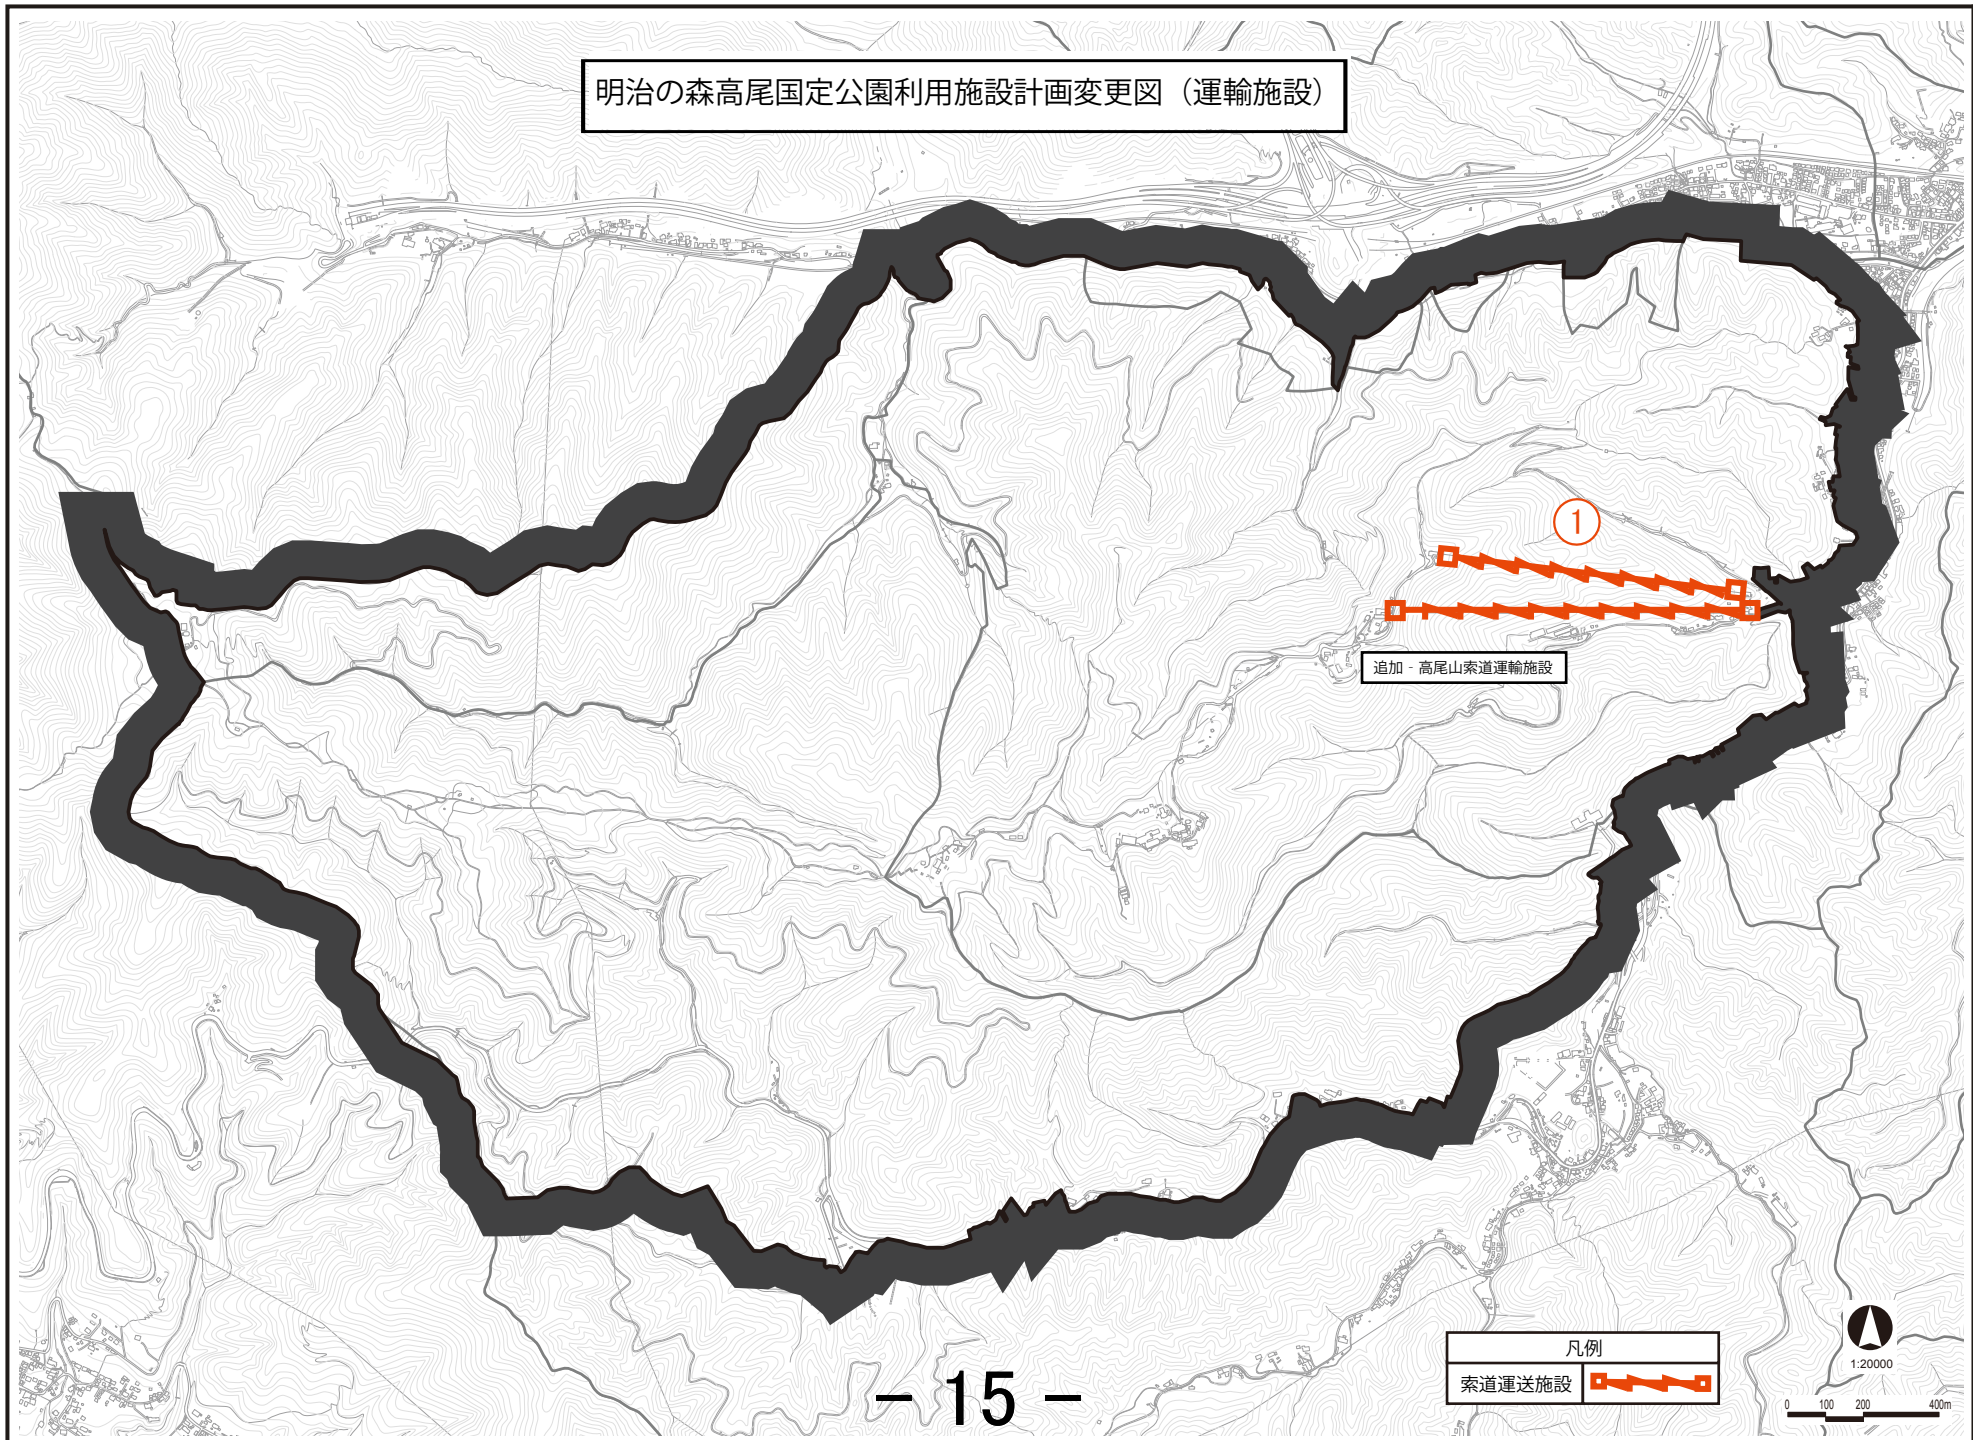 明治の森高尾国定公園利用施設計画変更図（運輸施設）
1
追加 - 高尾山索道運輸施設
凡例
索道運送施設
1:20000
0 100 200 400m
－ 15 －